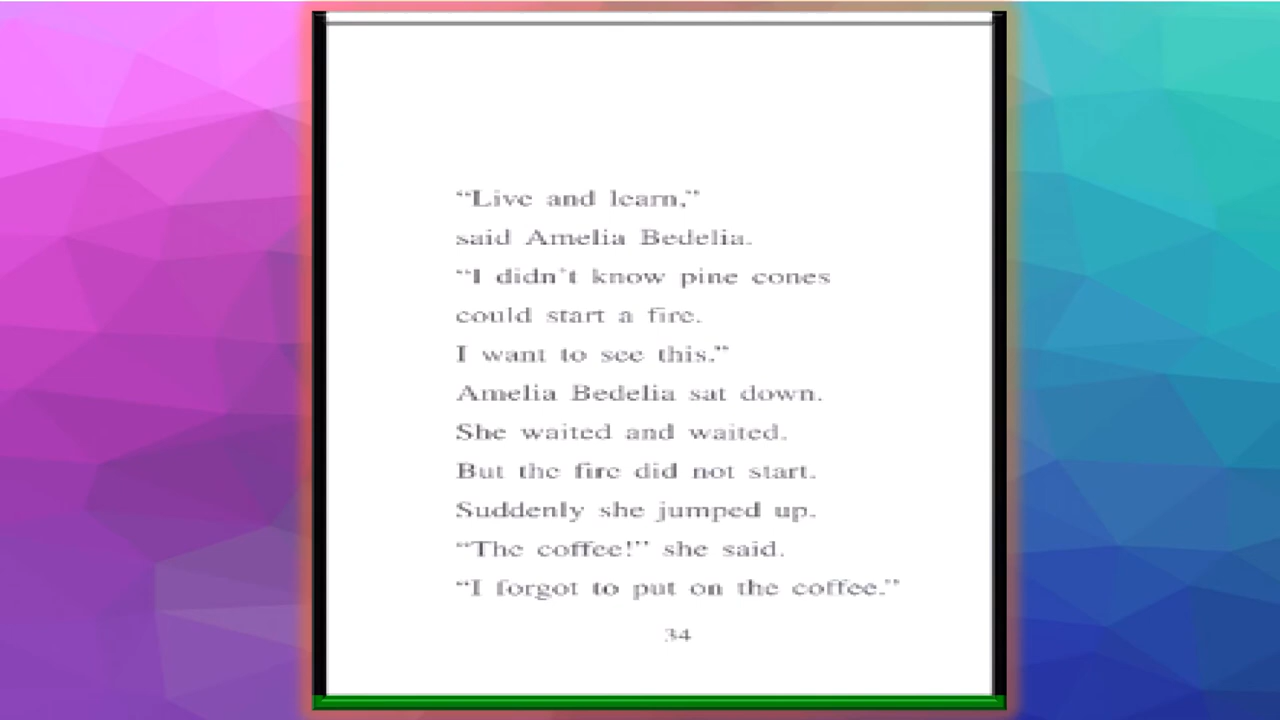 “Live and learn,”
said Amelia Bedelia.
“I didn’t know pine cones
could start a fire.
I want to see this.”
Amelia Bedelia sat down.
She waited and waited.
But the fire did not start.
Suddenly she jumped up.
“The coffee!” she said.
“I forgot to put on the coffee.”
34